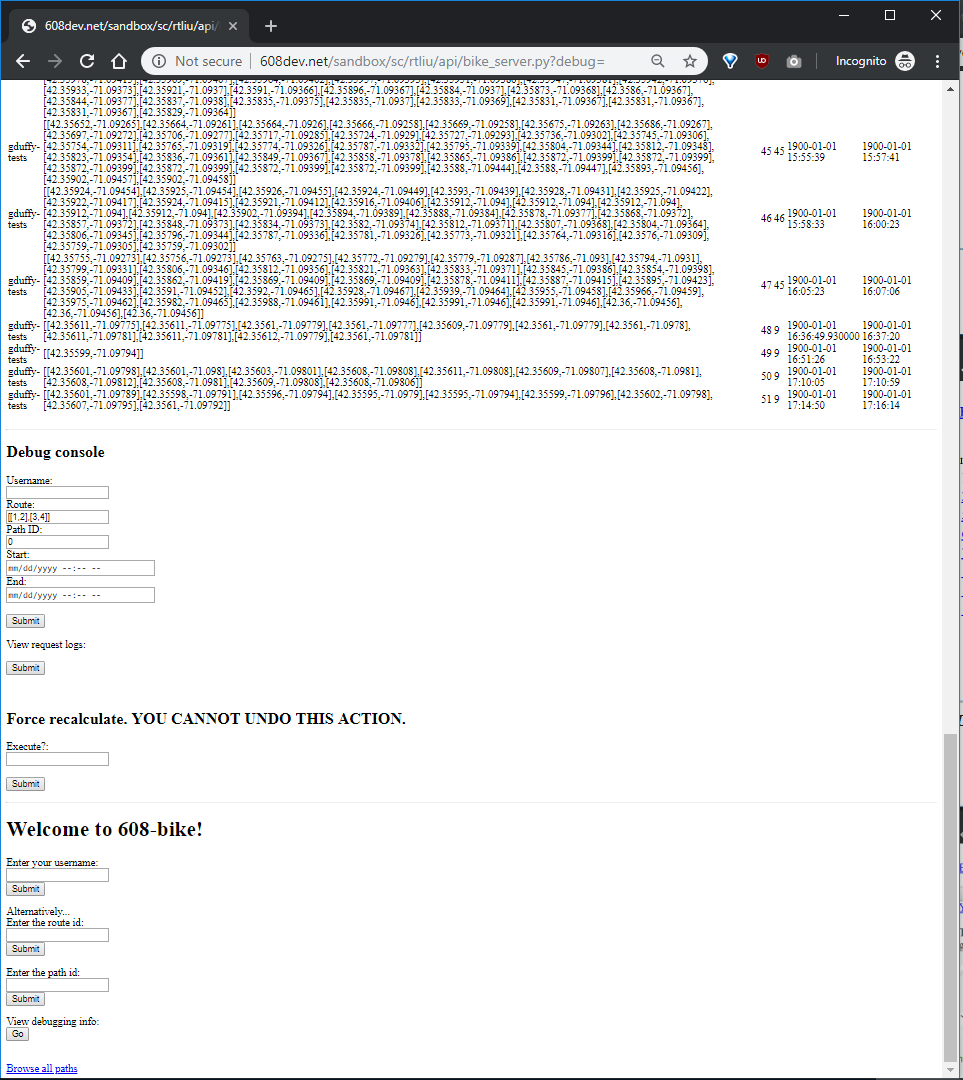 608dev.net/sandbox/sc/rtliu/api/
Not secure | 608dev.net/sandbox/sc/rtliu/api/bike_server.py?debug=
Incognito
[42.35933,-71.09373],[42.35921,-71.0937],[42.3591,-71.09366],[42.35896,-71.09367],[42.35884,-71.0937],[42.35873,-71.09368],[42.3586,-71.09367],
[42.35844,-71.09377],[42.35837,-71.0938],[42.35835,-71.09375],[42.35835,-71.0937],[42.35833,-71.09369],[42.35831,-71.09367],[42.35831,-71.09367],
[42.35831,-71.09367],[42.35829,-71.09364]]
gduffy-tests
[[42.35652,-71.09265],[42.35664,-71.09261],[42.35664,-71.0926],[42.35666,-71.09258],[42.35669,-71.09258],[42.35675,-71.09263],[42.35686,-71.09267],
[42.35697,-71.09272],[42.35706,-71.09277],[42.35717,-71.09285],[42.35724,-71.0929],[42.35727,-71.09293],[42.35736,-71.09302],[42.35745,-71.09306],
[42.35754,-71.09311],[42.35765,-71.09319],[42.35774,-71.09326],[42.35787,-71.09332],[42.35795,-71.09339],[42.35804,-71.09344],[42.35812,-71.09348],
[42.35823,-71.09354],[42.35836,-71.09361],[42.35849,-71.09367],[42.35858,-71.09378],[42.35865,-71.09386],[42.35872,-71.09399],[42.35872,-71.09399],
[42.35872,-71.09399],[42.35872,-71.09399],[42.35872,-71.09399],[42.35872,-71.09399],[42.3588,-71.09444],[42.3588,-71.09447],[42.35893,-71.09456],
[42.35902,-71.09457],[42.35902,-71.09458]]
45 45 1900-01-01 15:55:39 1900-01-01 15:57:41
gduffy-tests
[[42.35924,-71.09454],[42.35925,-71.09454],[42.35926,-71.09455],[42.35924,-71.09449],[42.3593,-71.09439],[42.35928,-71.09431],[42.35925,-71.09422],
[42.35922,-71.09417],[42.35924,-71.09415],[42.35921,-71.09412],[42.35916,-71.09406],[42.35912,-71.094],[42.35912,-71.094],[42.35912,-71.094],
[42.35912,-71.094],[42.35912,-71.094],[42.35902,-71.09394],[42.35894,-71.09389],[42.35888,-71.09384],[42.35878,-71.09377],[42.35868,-71.09372],
[42.35857,-71.09372],[42.35848,-71.09373],[42.35834,-71.09373],[42.3582,-71.09374],[42.35812,-71.09371],[42.35807,-71.09368],[42.35804,-71.09364],
[42.35806,-71.09345],[42.35796,-71.09344],[42.35787,-71.09336],[42.35781,-71.09326],[42.35773,-71.09321],[42.35764,-71.09316],[42.3576,-71.09309],
[42.35759,-71.09305],[42.35759,-71.09302]]
46 46 1900-01-01 15:58:33 1900-01-01 16:00:23
gduffy-tests
[[42.35755,-71.09273],[42.35756,-71.09273],[42.35763,-71.09275],[42.35772,-71.09279],[42.35779,-71.09287],[42.35786,-71.093],[42.35794,-71.0931],
[42.35799,-71.09331],[42.35806,-71.09346],[42.35812,-71.09356],[42.35821,-71.09363],[42.35833,-71.09371],[42.35845,-71.09386],[42.35854,-71.09398],
[42.35859,-71.09409],[42.35862,-71.09419],[42.35869,-71.09409],[42.35869,-71.09409],[42.35878,-71.09411],[42.35887,-71.09415],[42.35895,-71.09423],
[42.35905,-71.09433],[42.3591,-71.09452],[42.3592,-71.09465],[42.35928,-71.09467],[42.35939,-71.09464],[42.35955,-71.09458],[42.35966,-71.09459],
[42.35975,-71.09462],[42.35982,-71.09465],[42.35988,-71.09461],[42.35991,-71.0946],[42.35991,-71.0946],[42.35991,-71.0946],[42.36,-71.09456],
[42.36,-71.09456],[42.36,-71.09456]]
47 45 1900-01-01 16:05:23 1900-01-01 16:07:06
gduffy-tests
[[42.35611,-71.09775],[42.35611,-71.09775],[42.3561,-71.09779],[42.3561,-71.09777],[42.35609,-71.09779],[42.3561,-71.09779],[42.3561,-71.0978],
[42.35611,-71.09781],[42.35611,-71.09781],[42.35612,-71.09779],[42.3561,-71.09781]]
48 9 1900-01-01 16:36:49.930000 1900-01-01 16:37:20
gduffy-tests
[[42.35599,-71.09794]]
49 9 1900-01-01 16:51:26 1900-01-01 16:53:22
gduffy-tests
[[42.35601,-71.09798],[42.35601,-71.098],[42.35603,-71.09801],[42.35608,-71.09808],[42.35611,-71.09808],[42.35609,-71.09807],[42.35608,-71.0981],
[42.35608,-71.09812],[42.35608,-71.0981],[42.35609,-71.09808],[42.35608,-71.09806]]
50 9 1900-01-01 17:10:05 1900-01-01 17:10:59
gduffy-tests
[[42.35601,-71.09789],[42.35598,-71.09791],[42.35596,-71.09794],[42.35595,-71.0979],[42.35595,-71.09794],[42.35599,-71.09796],[42.35602,-71.09798],
[42.35607,-71.09795],[42.3561,-71.09792]]
51 9 1900-01-01 17:14:50 1900-01-01 17:16:14
Debug console
Username:
Route:
[[1,2],[3,4]]
Path ID:
0
Start:
mm/dd/yyyy --:-- --
End:
mm/dd/yyyy --:-- --
Submit
View request logs:
Submit
Force recalculate. YOU CANNOT UNDO THIS ACTION.
Execute?:
Submit
Welcome to 608-bike!
Enter your username:
Submit
Alternatively...
Enter the route id:
Submit
Enter the path id:
Submit
View debugging info:
Go
Browse all paths